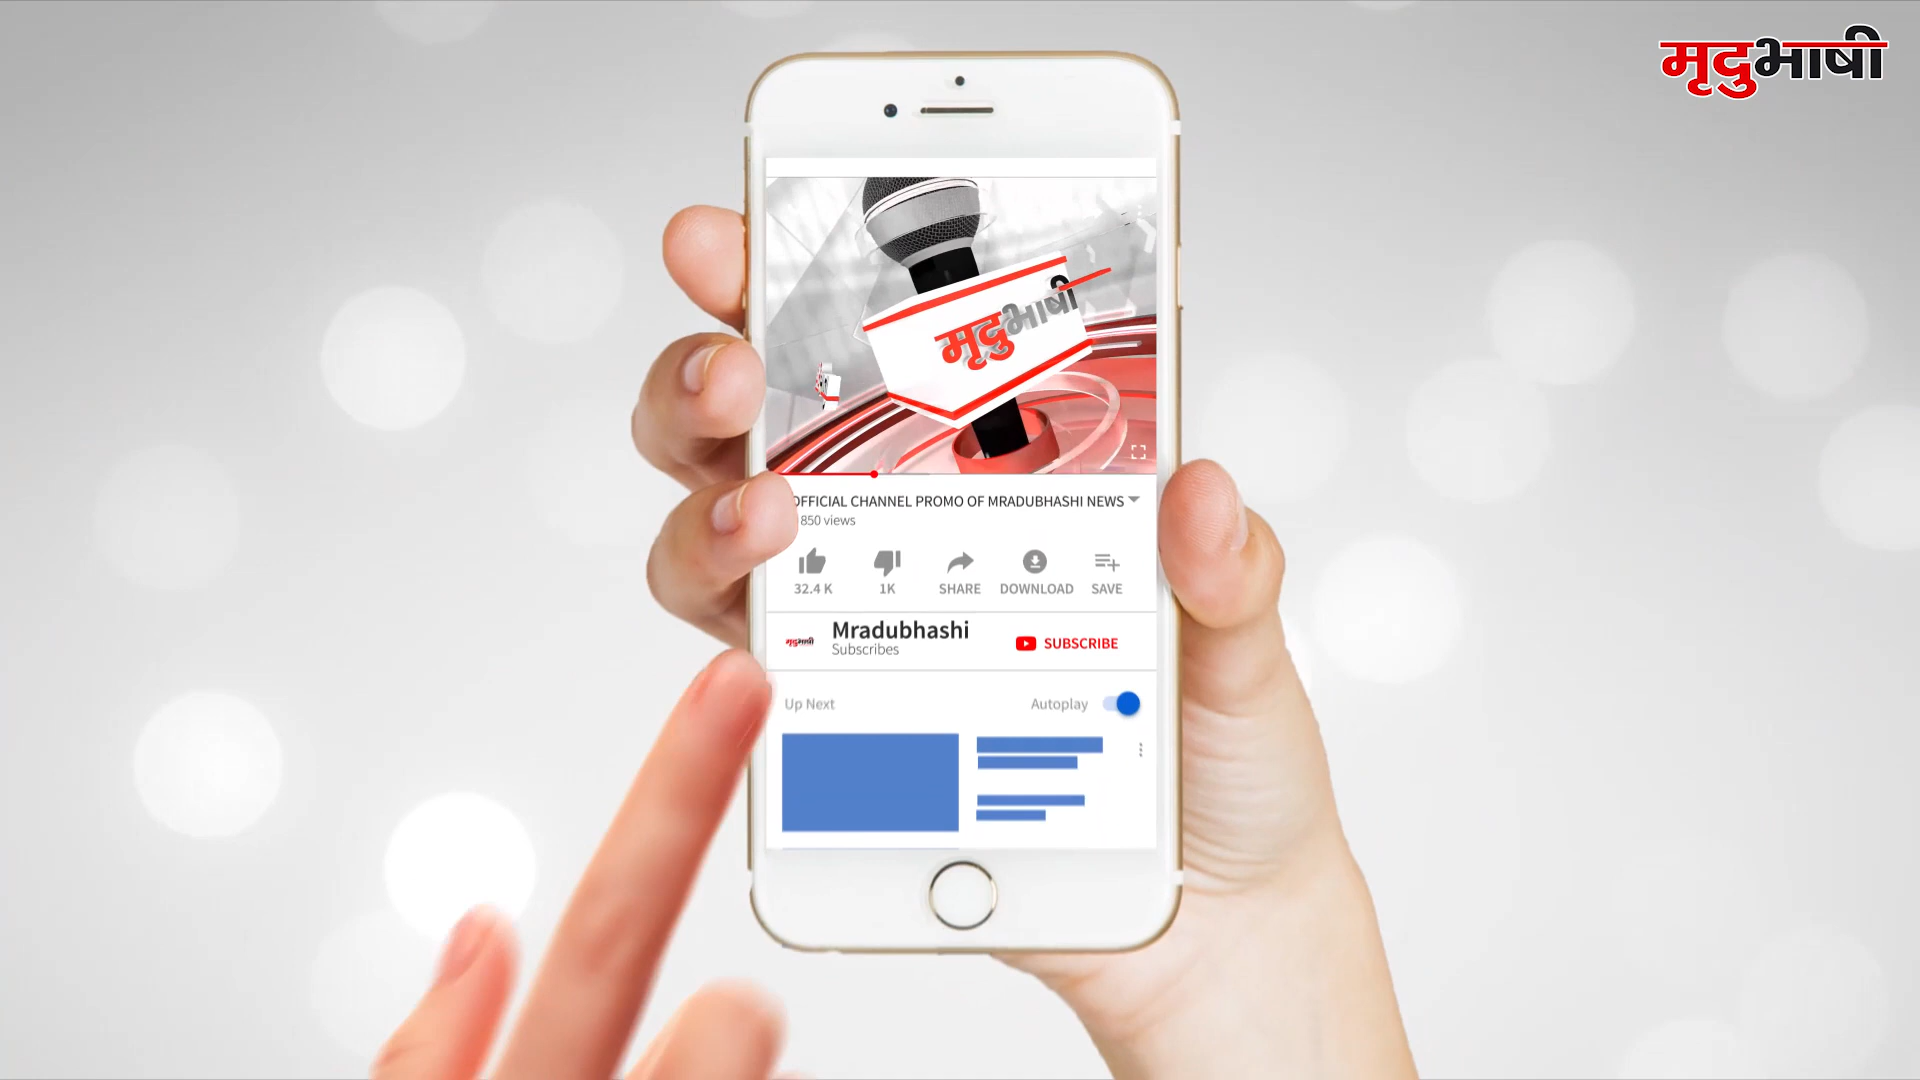 मृदुभाषी
मृदुभाषी
OFFICIAL CHANNEL PROMO OF MRADUBHASHI NEWS
850 views
32.4 K
1K
SHARE
DOWNLOAD
SAVE
मृदुभाषी
Mradubhashi
Subscribes
SUBSCRIBE
Up Next
Autoplay